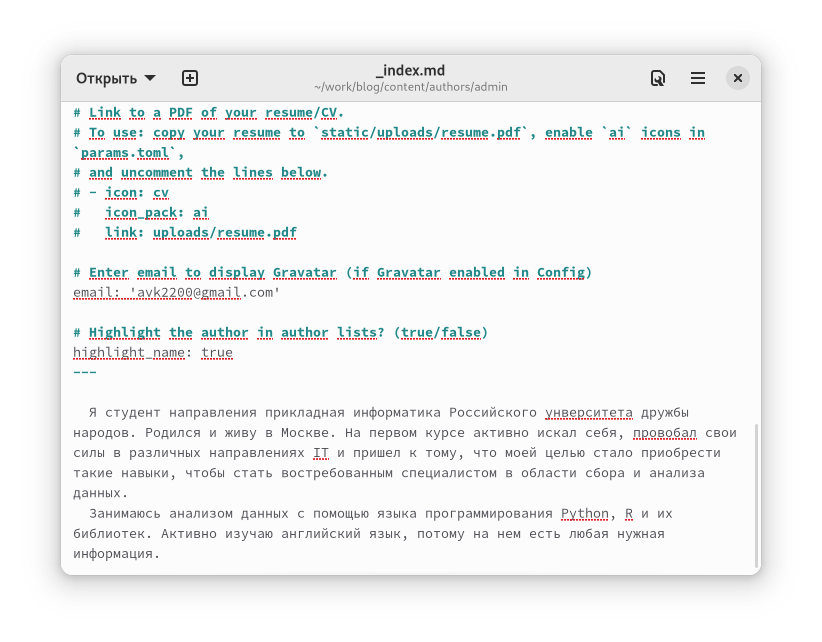 Открыть
_index.md
~/work/blog/content/authors/admin
# Link to a PDF of your resume/CV.
# To use: copy your resume to `static/uploads/resume.pdf`, enable `ai` icons in
`params.toml`,
# and uncomment the lines below.
# - icon: cv
#   icon_pack: ai
#   link: uploads/resume.pdf
# Enter email to display Gravatar (if Gravatar enabled in Config)
email: 'avk2200@gmail.com'
# Highlight the author in author lists? (true/false)
highlight_name: true
---
Я студент направления прикладная информатика Российского унверситета дружбы
народов. Родился и живу в Москве. На первом курсе активно искал себя, провобал свои
силы в различных направлениях IT и пришел к тому, что моей целью стало приобрести
такие навыки, чтобы стать востребованным специалистом в области сбора и анализа
данных.
Занимаюсь анализом данных с помощью языка программирования Python, R и их
библиотек. Активно изучаю английский язык, потому на нем есть любая нужная
информация.